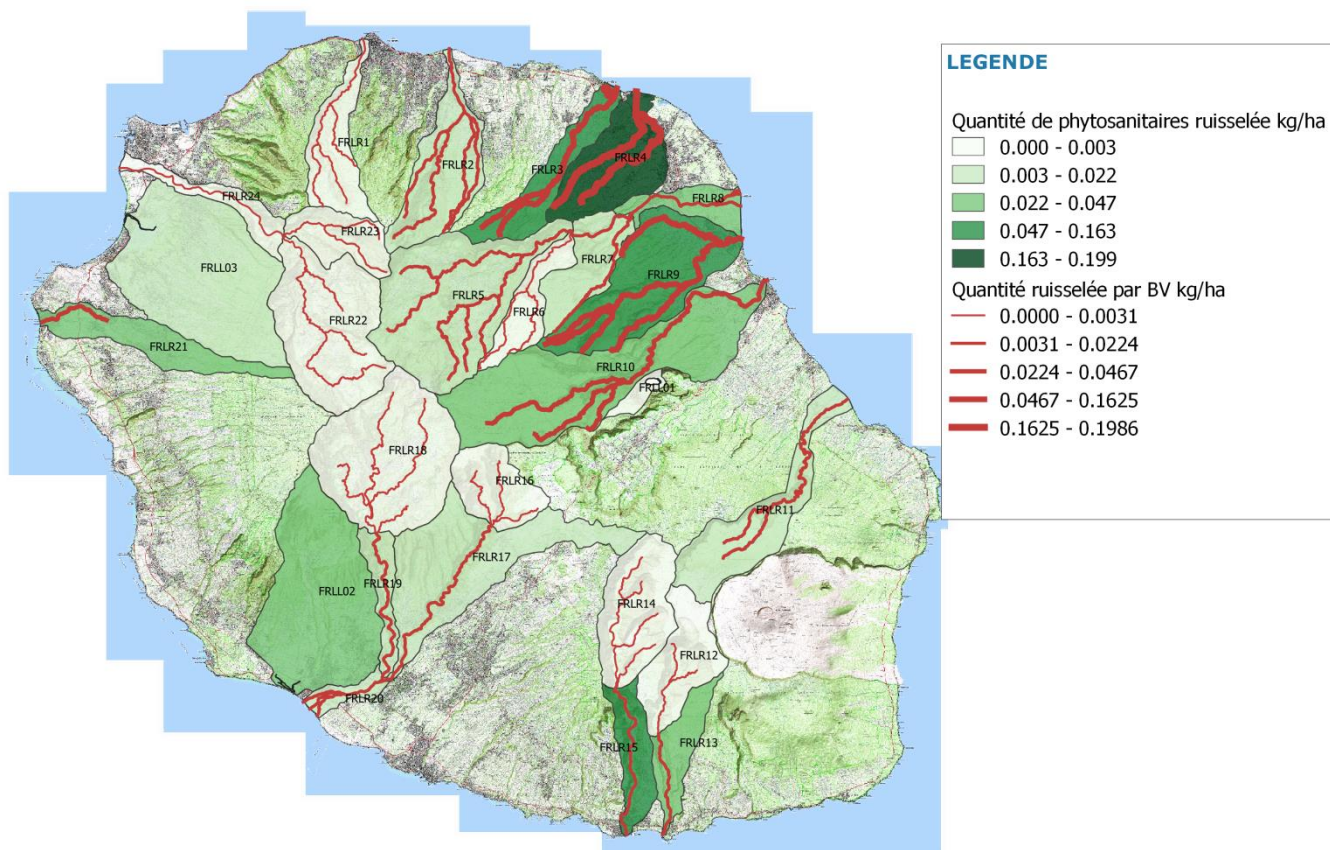 LEGENDE
Quantité de phytosanitaires ruisselée kg/ha
0.000 - 0.003
0.003 - 0.022
0.022 - 0.047
0.047 - 0.163
0.163 - 0.199
Quantité ruisselée par BV kg/ha
0.0000 - 0.0031
0.0031 - 0.0224
0.0224 - 0.0467
0.0467 - 0.1625
0.1625 - 0.1986
FRLR1
FRLR2
FRLR3
FRLR4
FRLR24
FRLR8
FRLR23
FRLR7
FRLL03
FRLR9
FRLR5
FRLR6
FRLR22
FRLR21
FRLR10
FRLL01
FRLR18
FRLR16
FRLR11
FRLR17
FRLR19
FRLL02
FRLR14
FRLR12
FRLR20
FRLR15
FRLR13